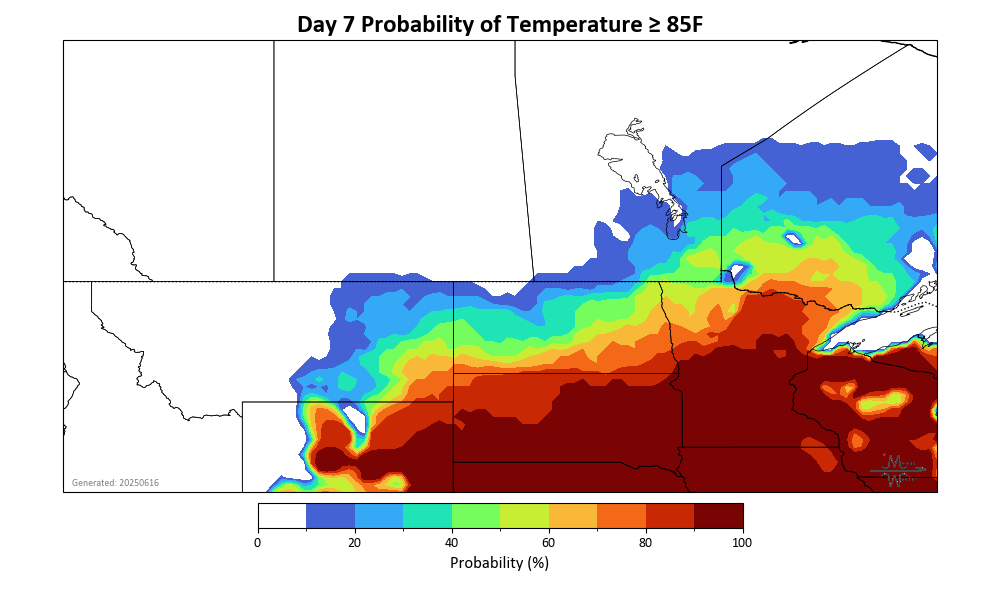 Day 7 Probability of Temperature ≥ 85F
Generated: 20250616
0 20 40 60 80 100
Probability (%)